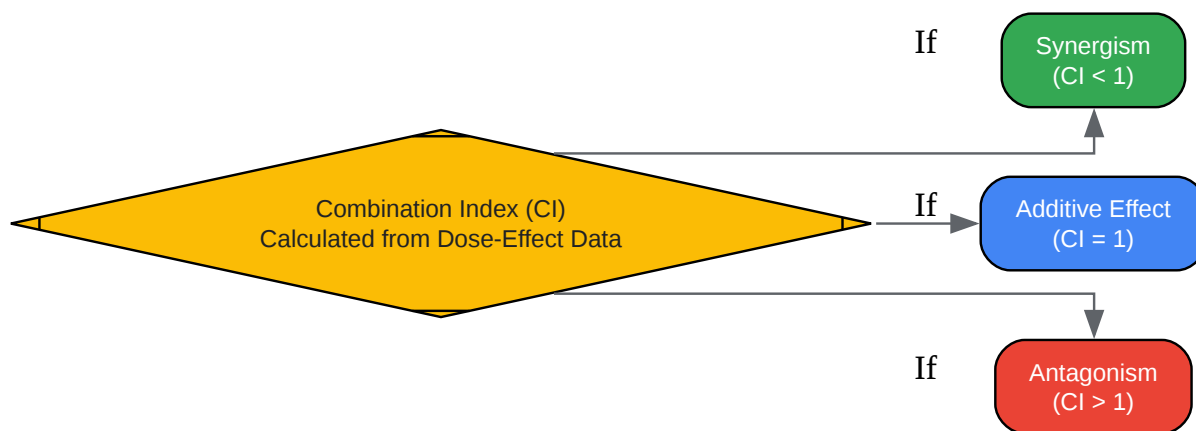 If
Synergism
(CI < 1)
Combination Index (CI)
Calculated from Dose-Effect Data
If
Additive Effect
(CI = 1)
If
Antagonism
(CI > 1)